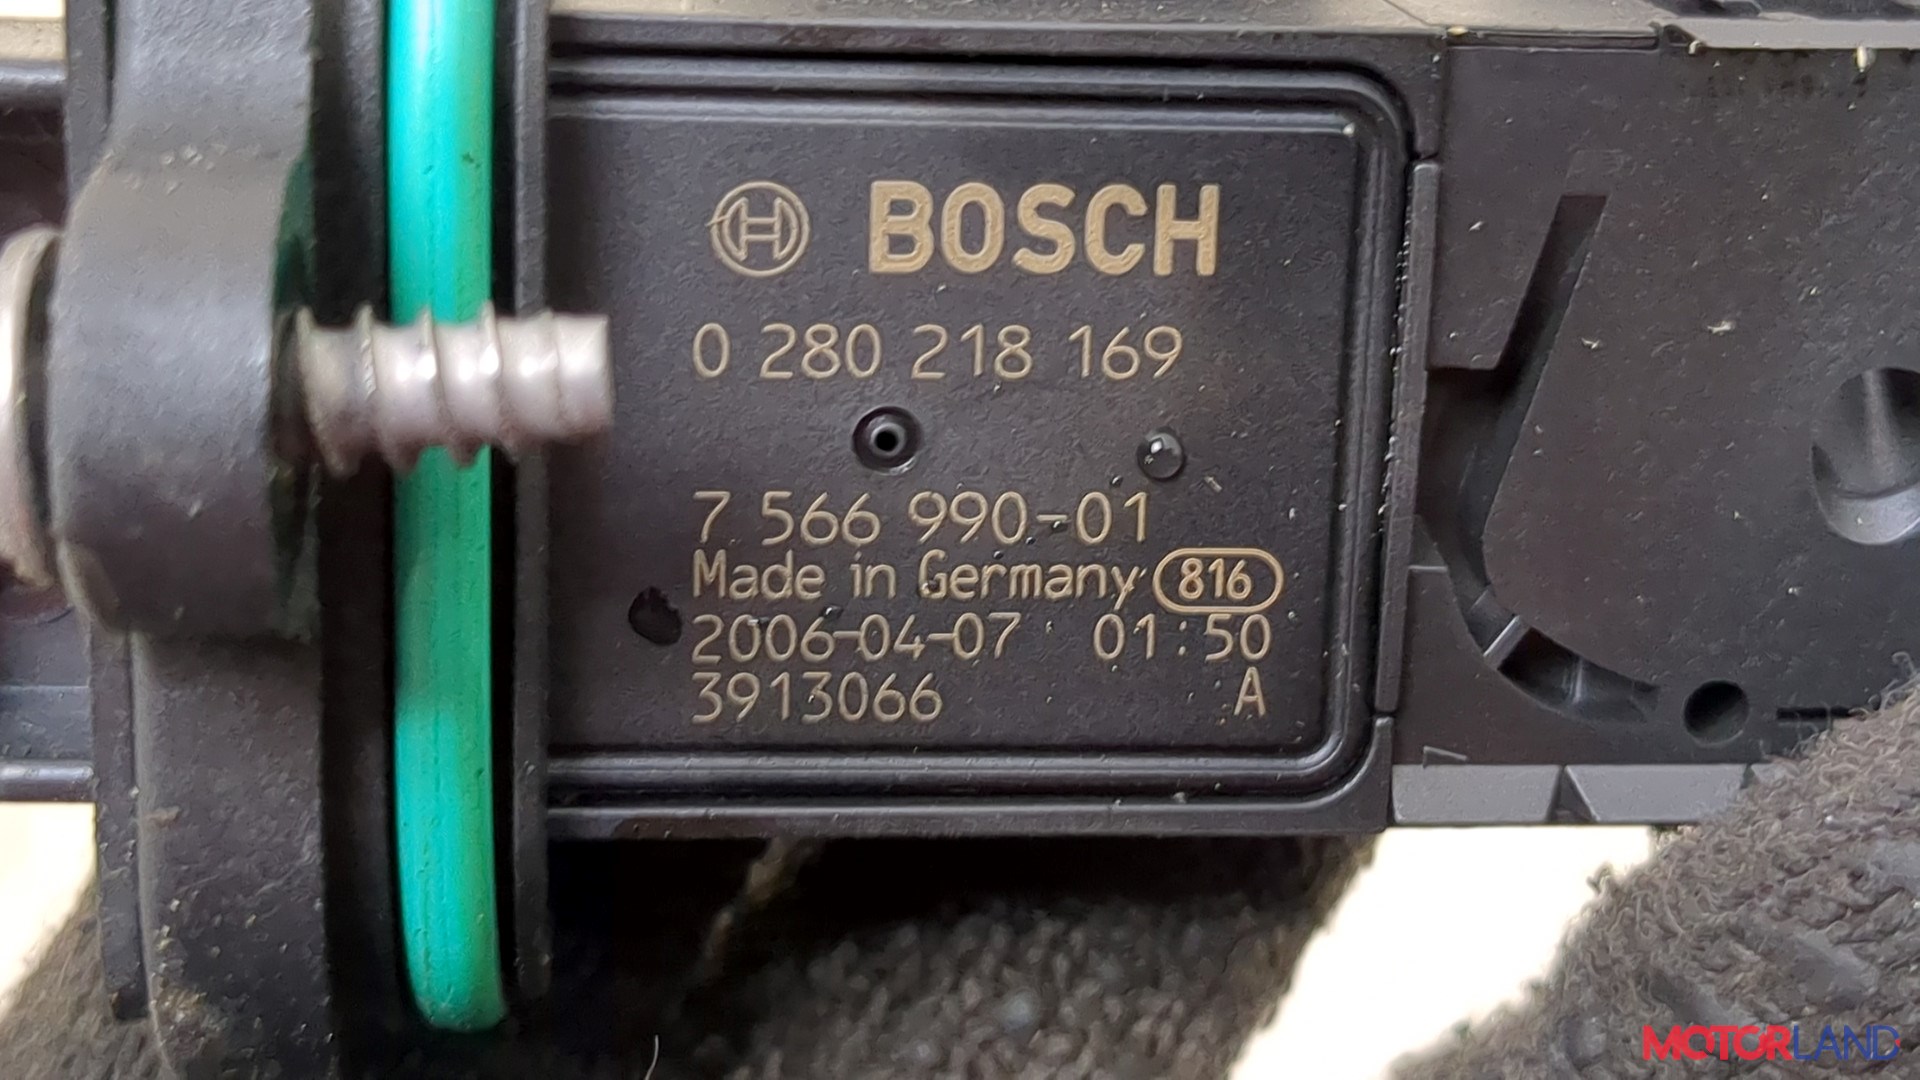 BOSCH
0 280 218 169
7 566 990-01
Made in Germany 816
2006-04-07 01:50
3913066 A
MOTORLAND